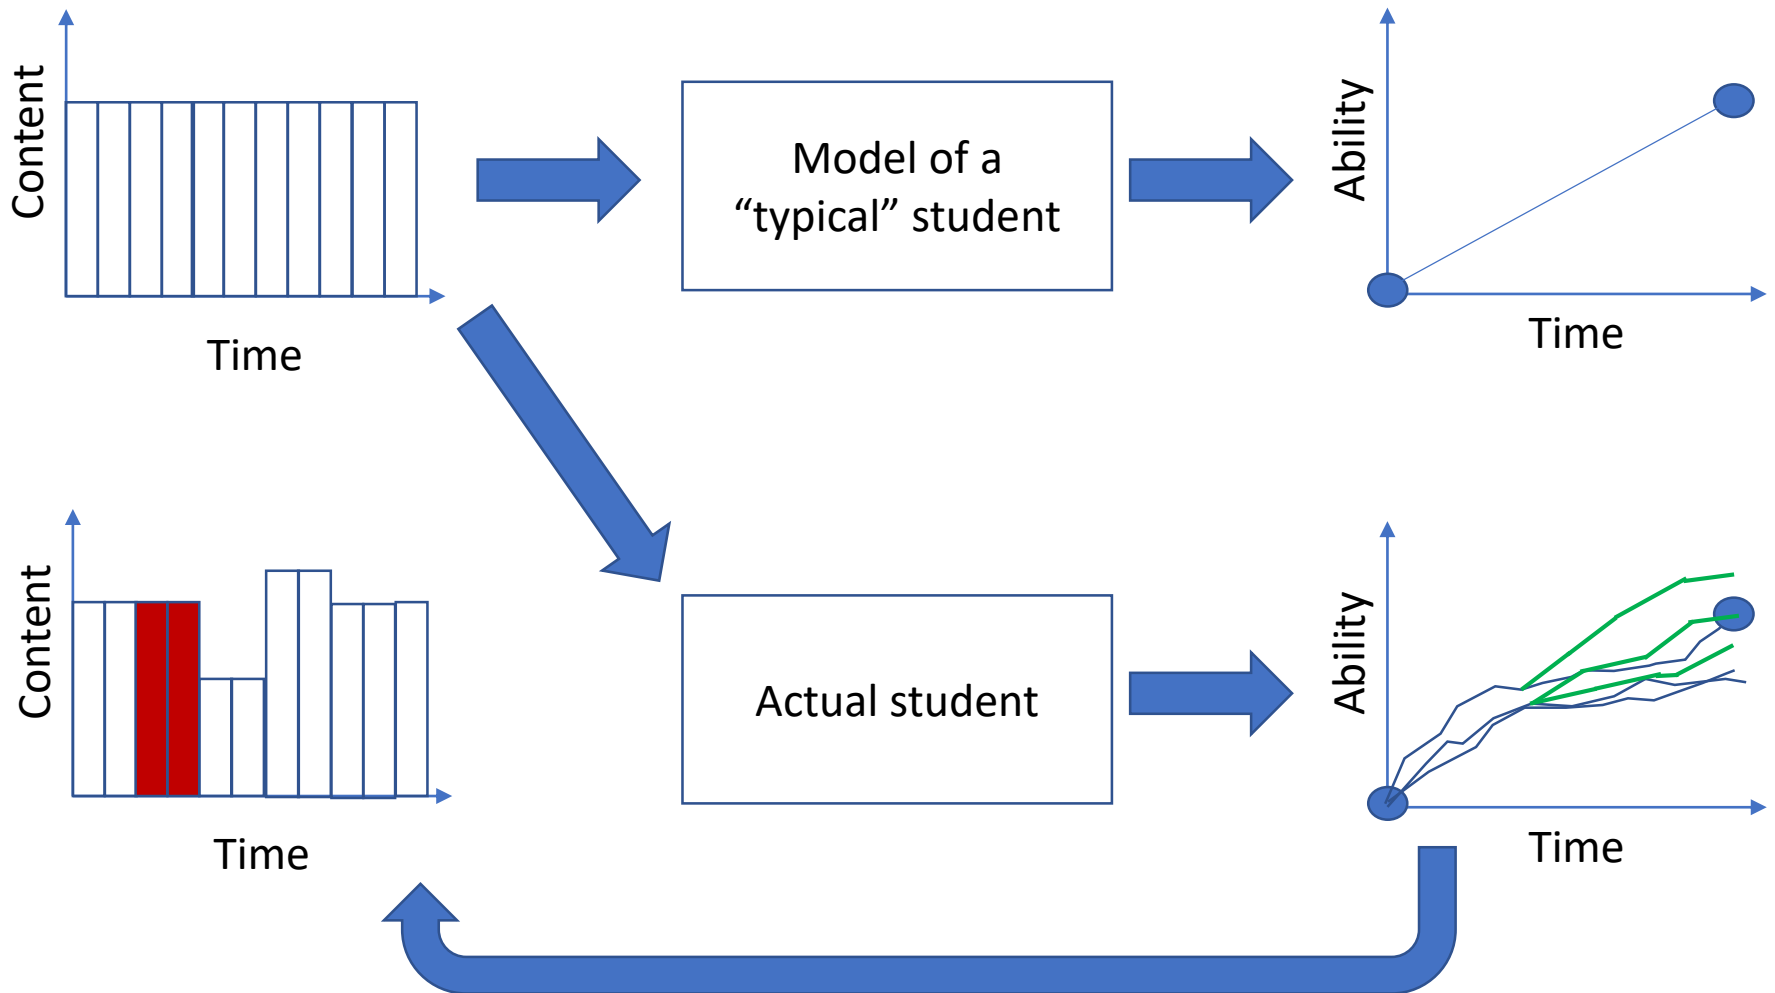 Content
Time
Model of a
“typical” student
Ability
Time
Content
Time
Actual student
Ability
Time